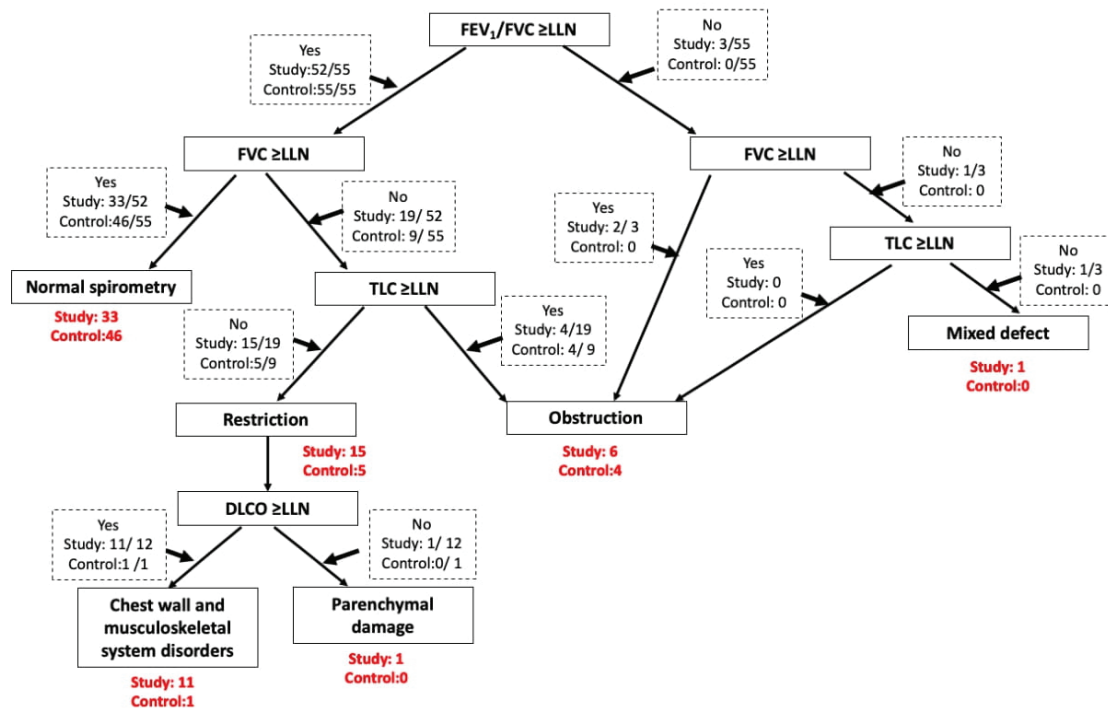 FEV₁/FVC ≥LLN
Yes
Study:52/55
Control:55/55
No
Study: 3/55
Control: 0/55
FVC ≥LLN
FVC ≥LLN
Yes
Study: 33/52
Control:46/55
No
Study: 19/ 52
Control: 9/ 55
Yes
Study: 2/ 3
Control: 0
No
Study: 1/3
Control: 0
Normal spirometry
Study: 33
Control:46
TLC ≥LLN
TLC ≥LLN
No
Study: 15/19
Control:5/9
Yes
Study: 4/19
Control: 4/ 9
Yes
Study: 0
Control: 0
No
Study: 1/3
Control: 0
Mixed defect
Study: 1
Control:0
Restriction
Study: 15
Control:5
Obstruction
Study: 6
Control:4
DLCO ≥LLN
Yes
Study: 11/ 12
Control:1 /1
No
Study: 1/ 12
Control:0/ 1
Chest wall and
musculoskeletal
system disorders
Study: 11
Control:1
Parenchymal
damage
Study: 1
Control:0